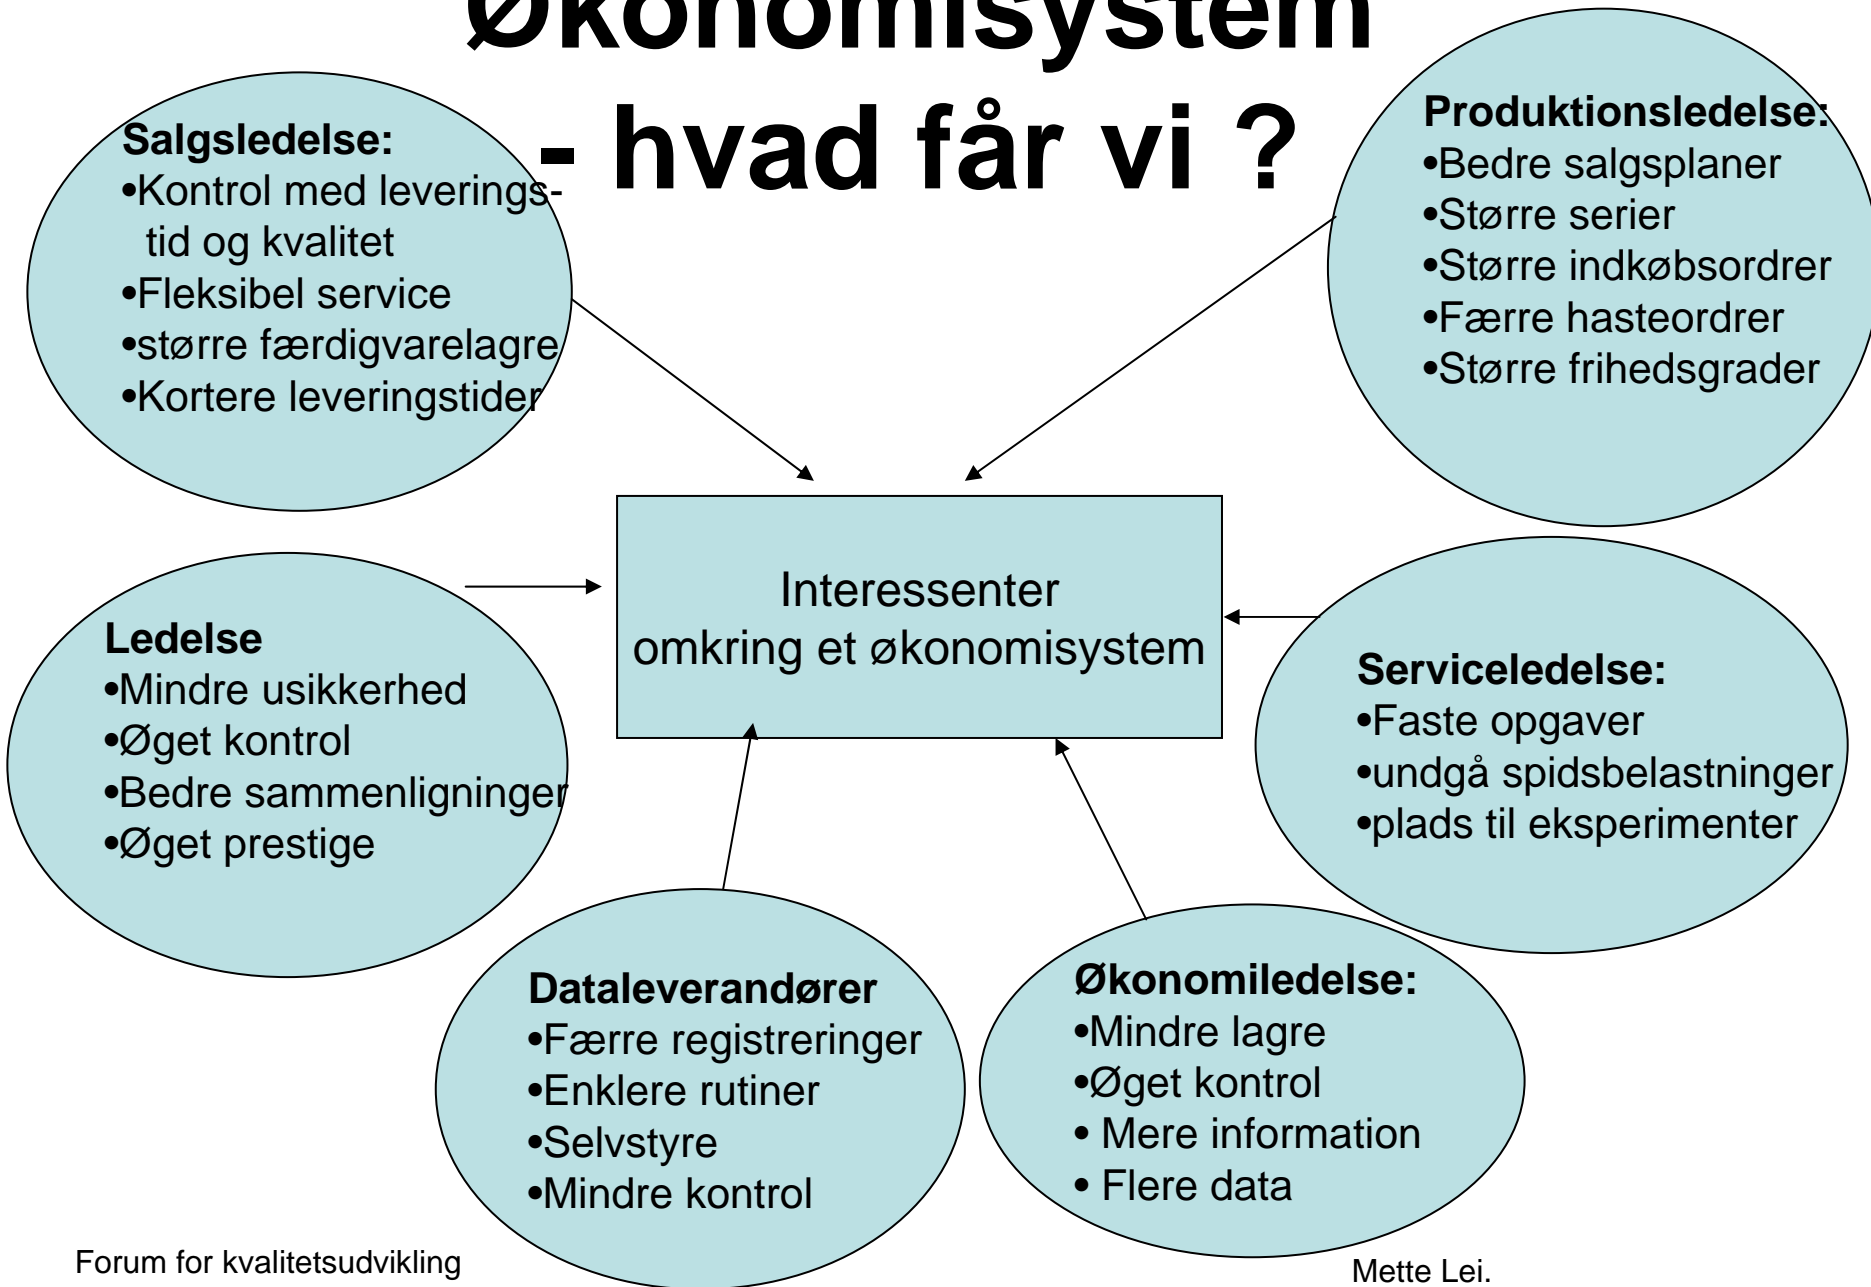 Økonomisystem
- hvad får vi ?
Salgsledelse:
•Kontrol med leverings-
tid og kvalitet
•Fleksibel service
•større færdigvarelagre
•Kortere leveringstider
Produktionsledelse:
•Bedre salgsplaner
•Større serier
•Større indkøbsordrer
•Færre hasteordrer
•Større frihedsgrader
Interessenter
omkring et økonomisystem
Ledelse
•Mindre usikkerhed
•Øget kontrol
•Bedre sammenligninger
•Øget prestige
Serviceledelse:
•Faste opgaver
•undgå spidsbelastninger
•plads til eksperimenter
Dataleverandører
•Færre registreringer
•Enklere rutiner
•Selvstyre
•Mindre kontrol
Økonomiledelse:
•Mindre lagre
•Øget kontrol
• Mere information
• Flere data
Forum for kvalitetsudvikling
Mette Lei.